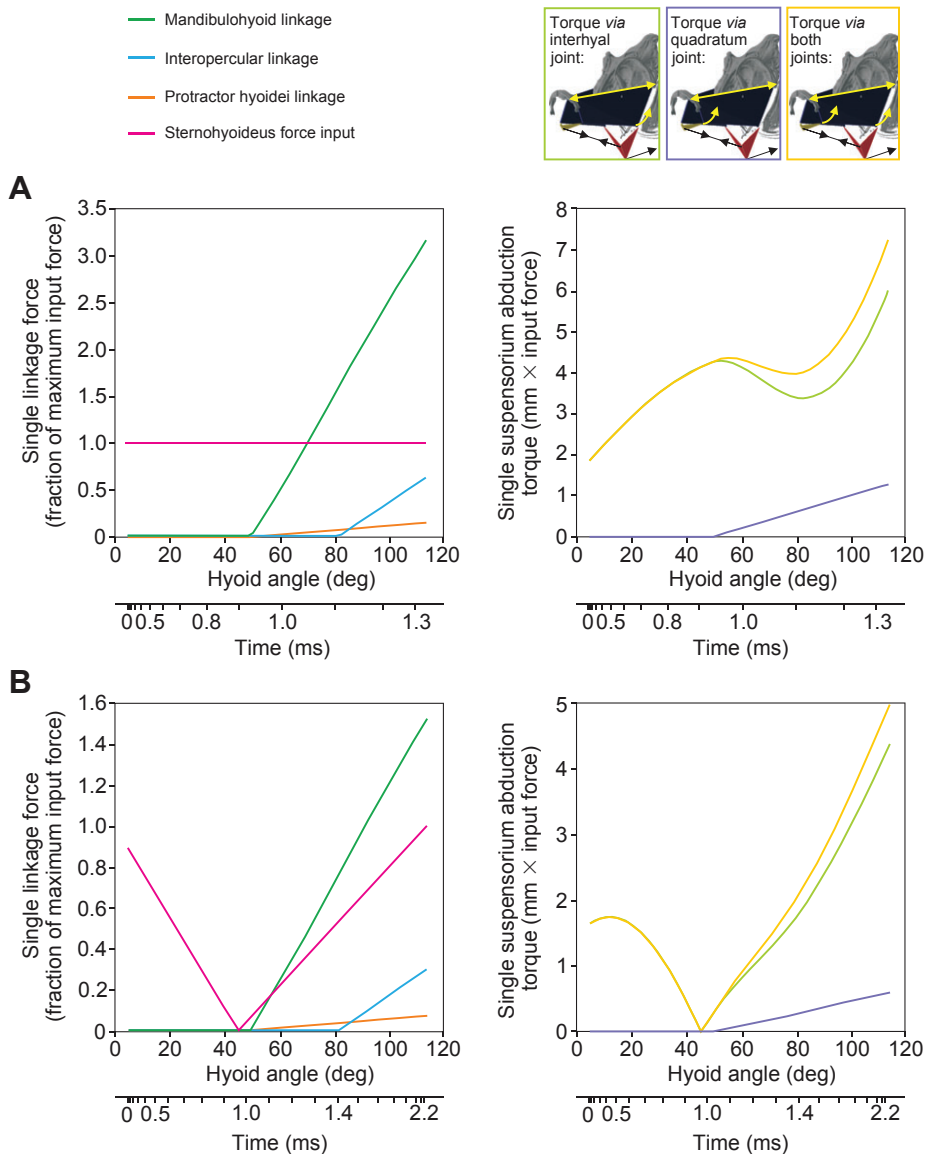 Mandibulohyoid linkage
Interopercular linkage
Protractor hyoidei linkage
Sternohyoideus force input
Torque via
interhyal
joint:
Torque via
quadratum
joint:
Torque via
both
joints:
A
Single linkage force
(fraction of maximum input force)
3.5
3.0
2.5
2.0
1.5
1.0
0.5
0
0 20 40 60 80 100 120
Hyoid angle (deg)
0 0.5 0.8 1.0 1.3
Time (ms)
Single suspensorium abduction
torque (mm × input force)
8
7
6
5
4
3
2
1
0
0 20 40 60 80 100 120
Hyoid angle (deg)
0 0.5 0.8 1.0 1.3
Time (ms)
B
Single linkage force
(fraction of maximum input force)
1.6
1.4
1.2
1.0
0.8
0.6
0.4
0.2
0
0 20 40 60 80 100 120
Hyoid angle (deg)
0 0.5 1.0 1.4 2.2
Time (ms)
Single suspensorium abduction
torque (mm × input force)
5
4
3
2
1
0
0 20 40 60 80 100 120
Hyoid angle (deg)
0 0.5 1.0 1.4 2.2
Time (ms)